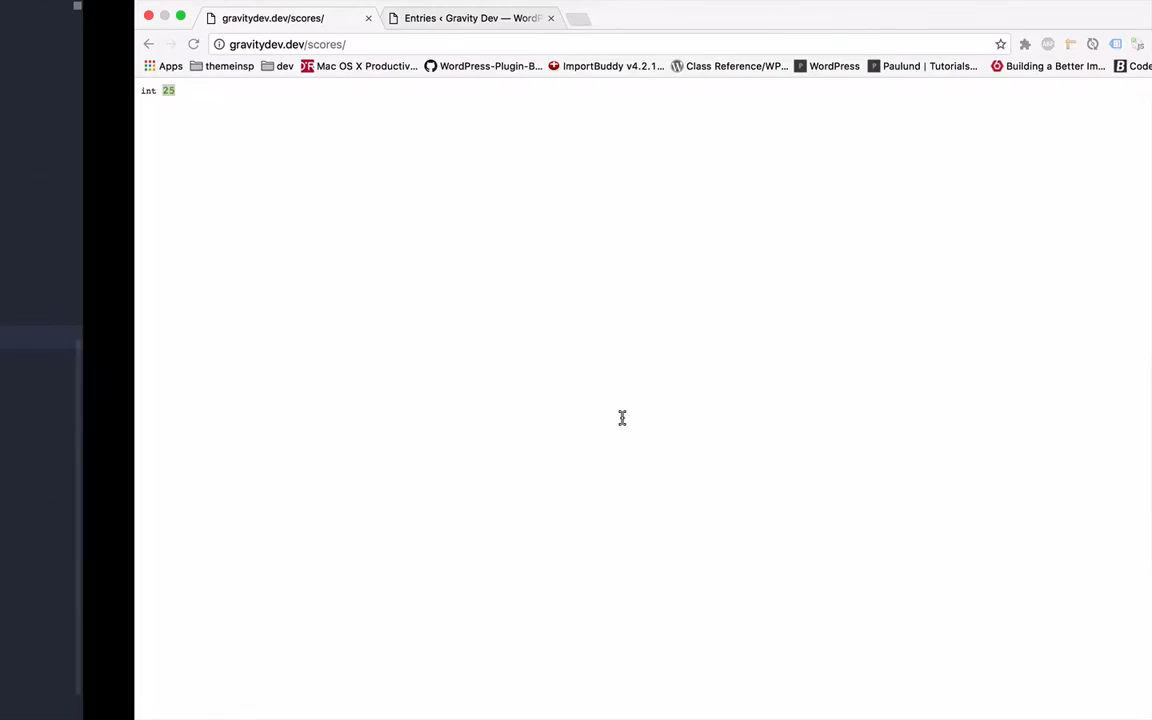 gravitydev.dev/scores/
Entries ‹ Gravity Dev — WordP
gravitydev.dev/scores/
Apps
themeinsp
dev
Mac OS X Productiv...
WordPress-Plugin-B...
ImportBuddy v4.2.1...
Class Reference/WP...
WordPress
Paulund | Tutorials...
Building a Better Im...
Code
int 25